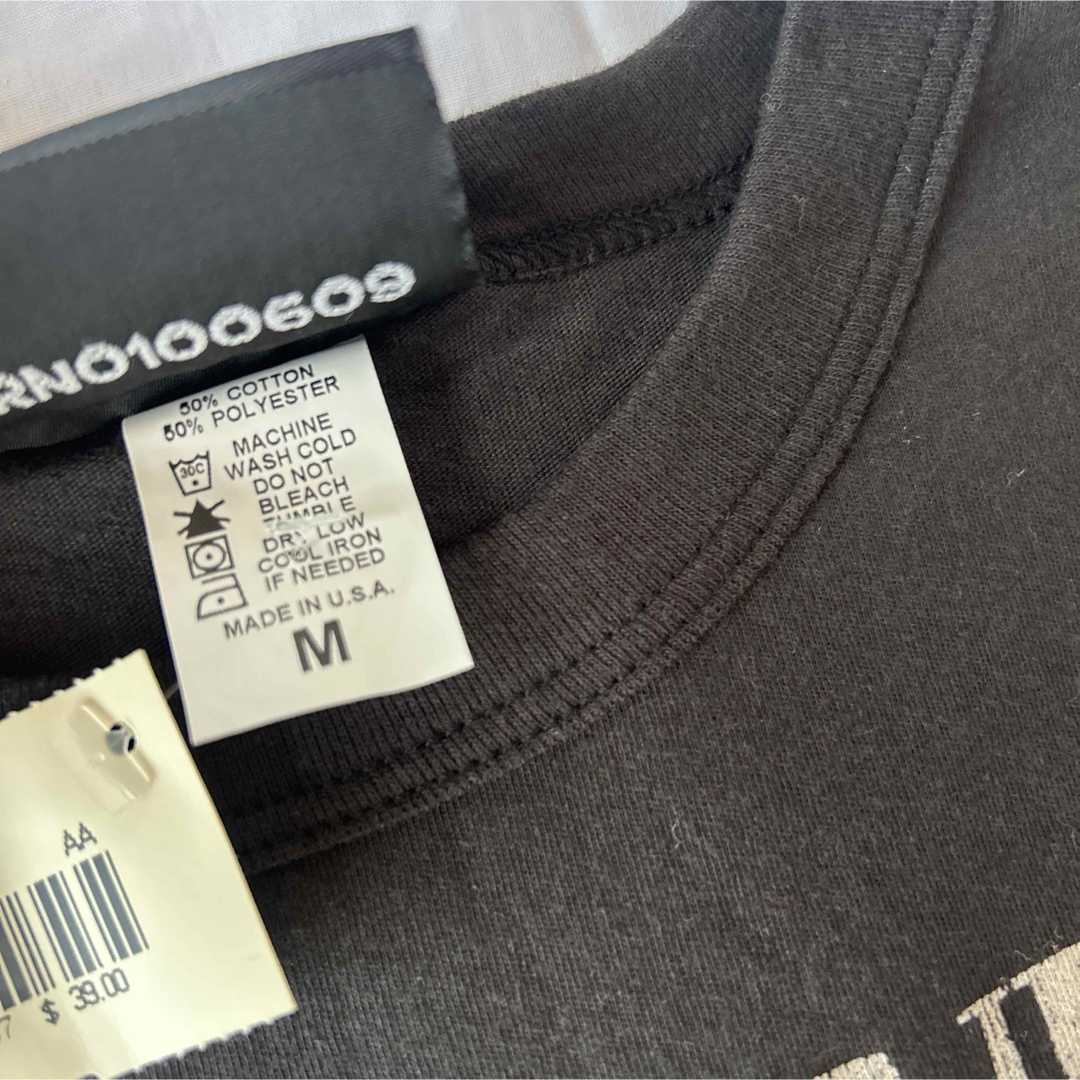 RN0100609
50% COTTON
50% POLYESTER
MACHINE
WASH COLD
DO NOT
BLEACH
TUMBLE
DRY LOW
COOL IRON
IF NEEDED
30C
MADE IN U.S.A.
M
AA
7 $ 39.00